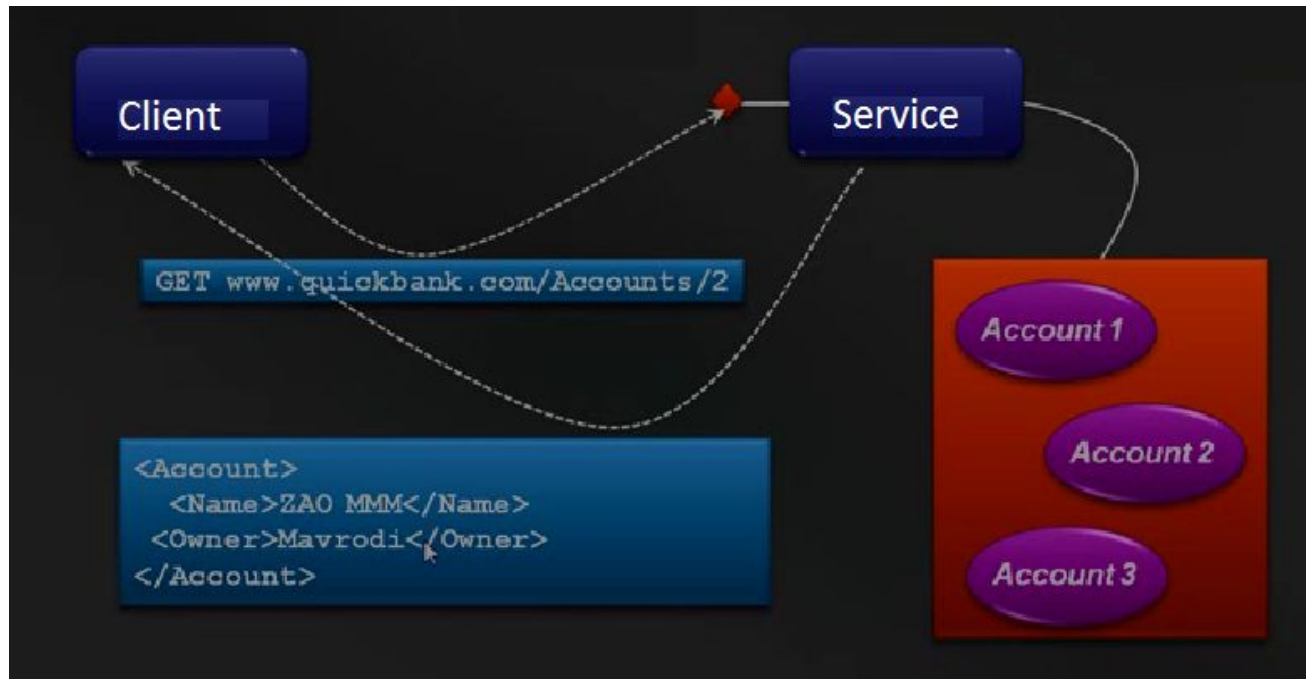 Client
Service
GET www.quickbank.com/Accounts/2
Account 1
Account 2
Account 3
<Account>
<Name>ZAO MMM</Name>
<Owner>Mavrodi</Owner>
</Account>